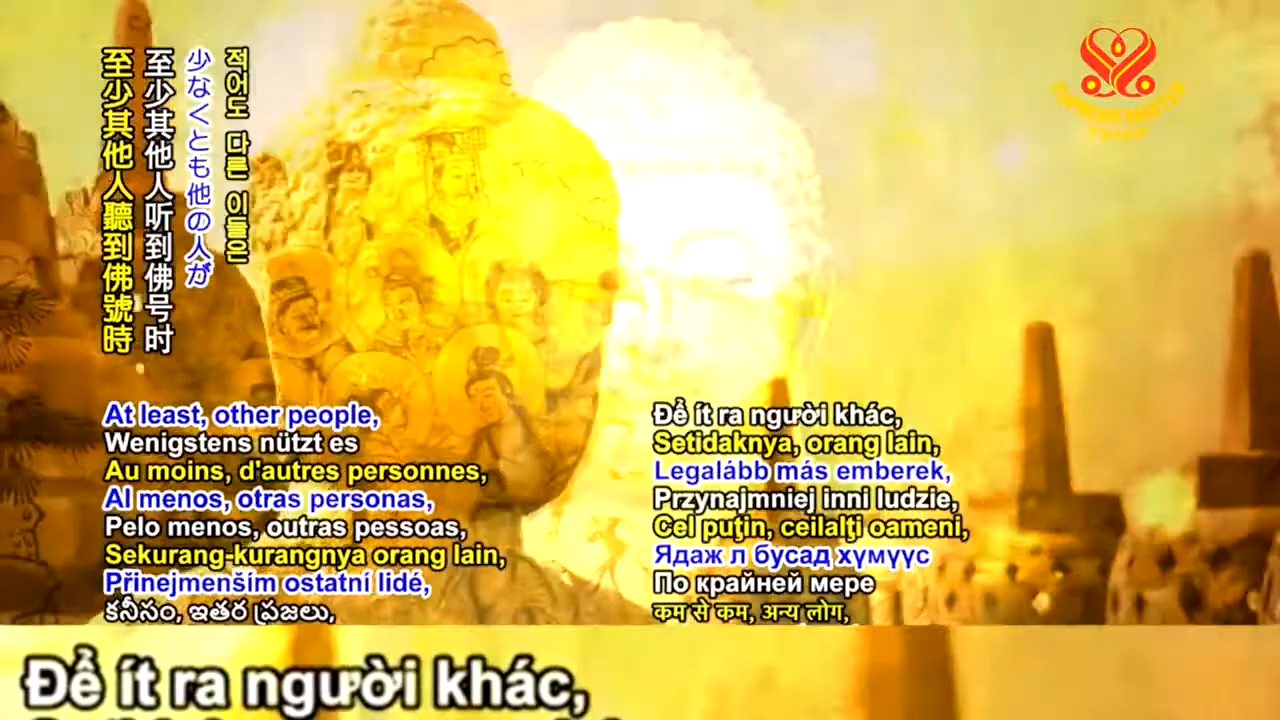 적어도 다른 이들은
少なくとも他の人が
至少其他人听到佛号时
至少其他人聽到佛號時
At least, other people,
Wenigstens nützt es
Au moins, d'autres personnes,
Al menos, otras personas,
Pelo menos, outras pessoas,
Sekurang-kurangnya orang lain,
Přinejmenším ostatní lidé,
కనీసం, ఇతర ప్రజలు,
Để ít ra người khác,
Setidaknya, orang lain,
Legalább más emberek,
Przynajmniej inni ludzie,
Cel puţin, ceilalţi oameni,
Ядаж л бусад хүмүүс
По крайней мере
कम से कम, अन्य लोग,
Để ít ra người khác,